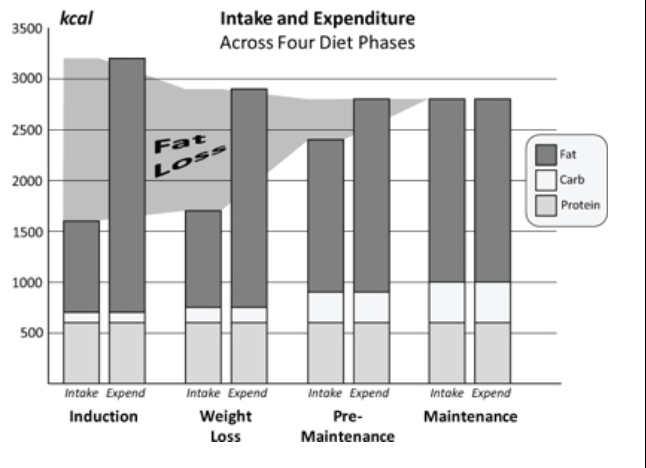 kcal
Intake and Expenditure
Across Four Diet Phases
3500
3000
2500
2000
1500
1000
500
Fat
Loss
Fat
Carb
Protein
Intake Expend
Intake Expend
Intake Expend
Intake Expend
Induction
Weight
Loss
Pre-
Maintenance
Maintenance